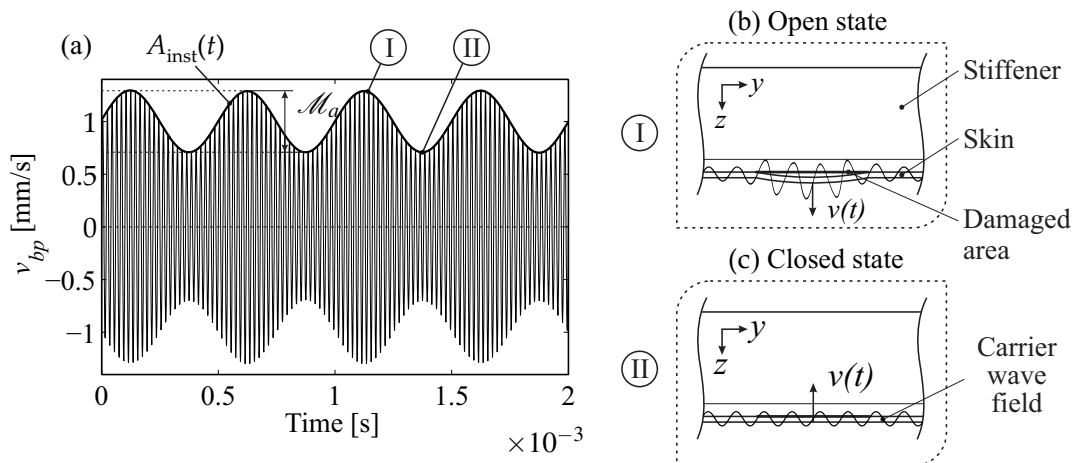 (a)
A_inst(t)
I
II
ℳ_a
v_bp [mm/s]
1
0.5
0
−0.5
−1
0
0.5
1
1.5
2
Time [s]
×10⁻³
(b) Open state
I
y
z
v(t)
Stiffener
Skin
Damaged
area
(c) Closed state
II
y
z
v(t)
Carrier
wave
field